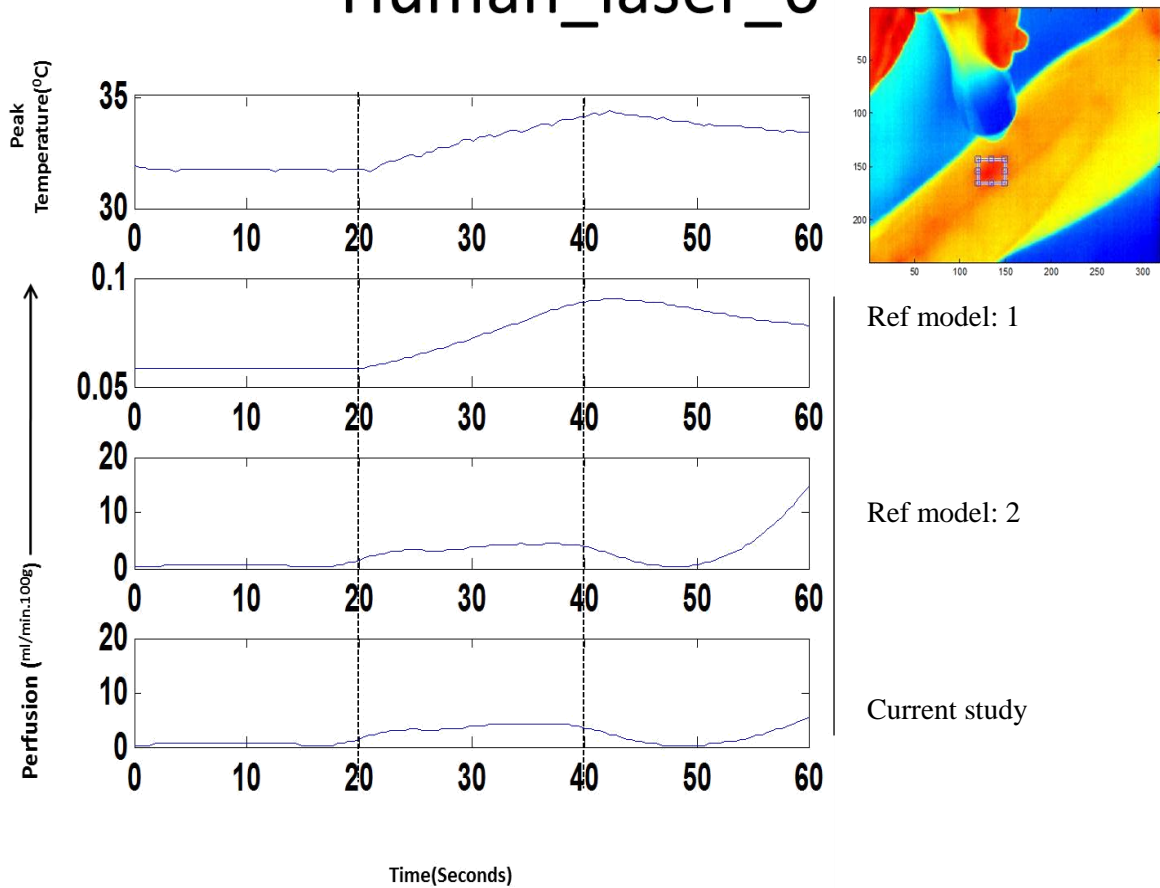 Human_laser_6
Peak
Temperature(⁰C)
35
30
0 10 20 30 40 50 60
50
100
150
200
50 100 150 200 250 300
0.1
0.05
0 10 20 30 40 50 60
Ref model: 1
20
10
0
0 10 20 30 40 50 60
Ref model: 2
20
10
0
0 10 20 30 40 50 60
Current study
Perfusion (ml/min.100g)
Time(Seconds)